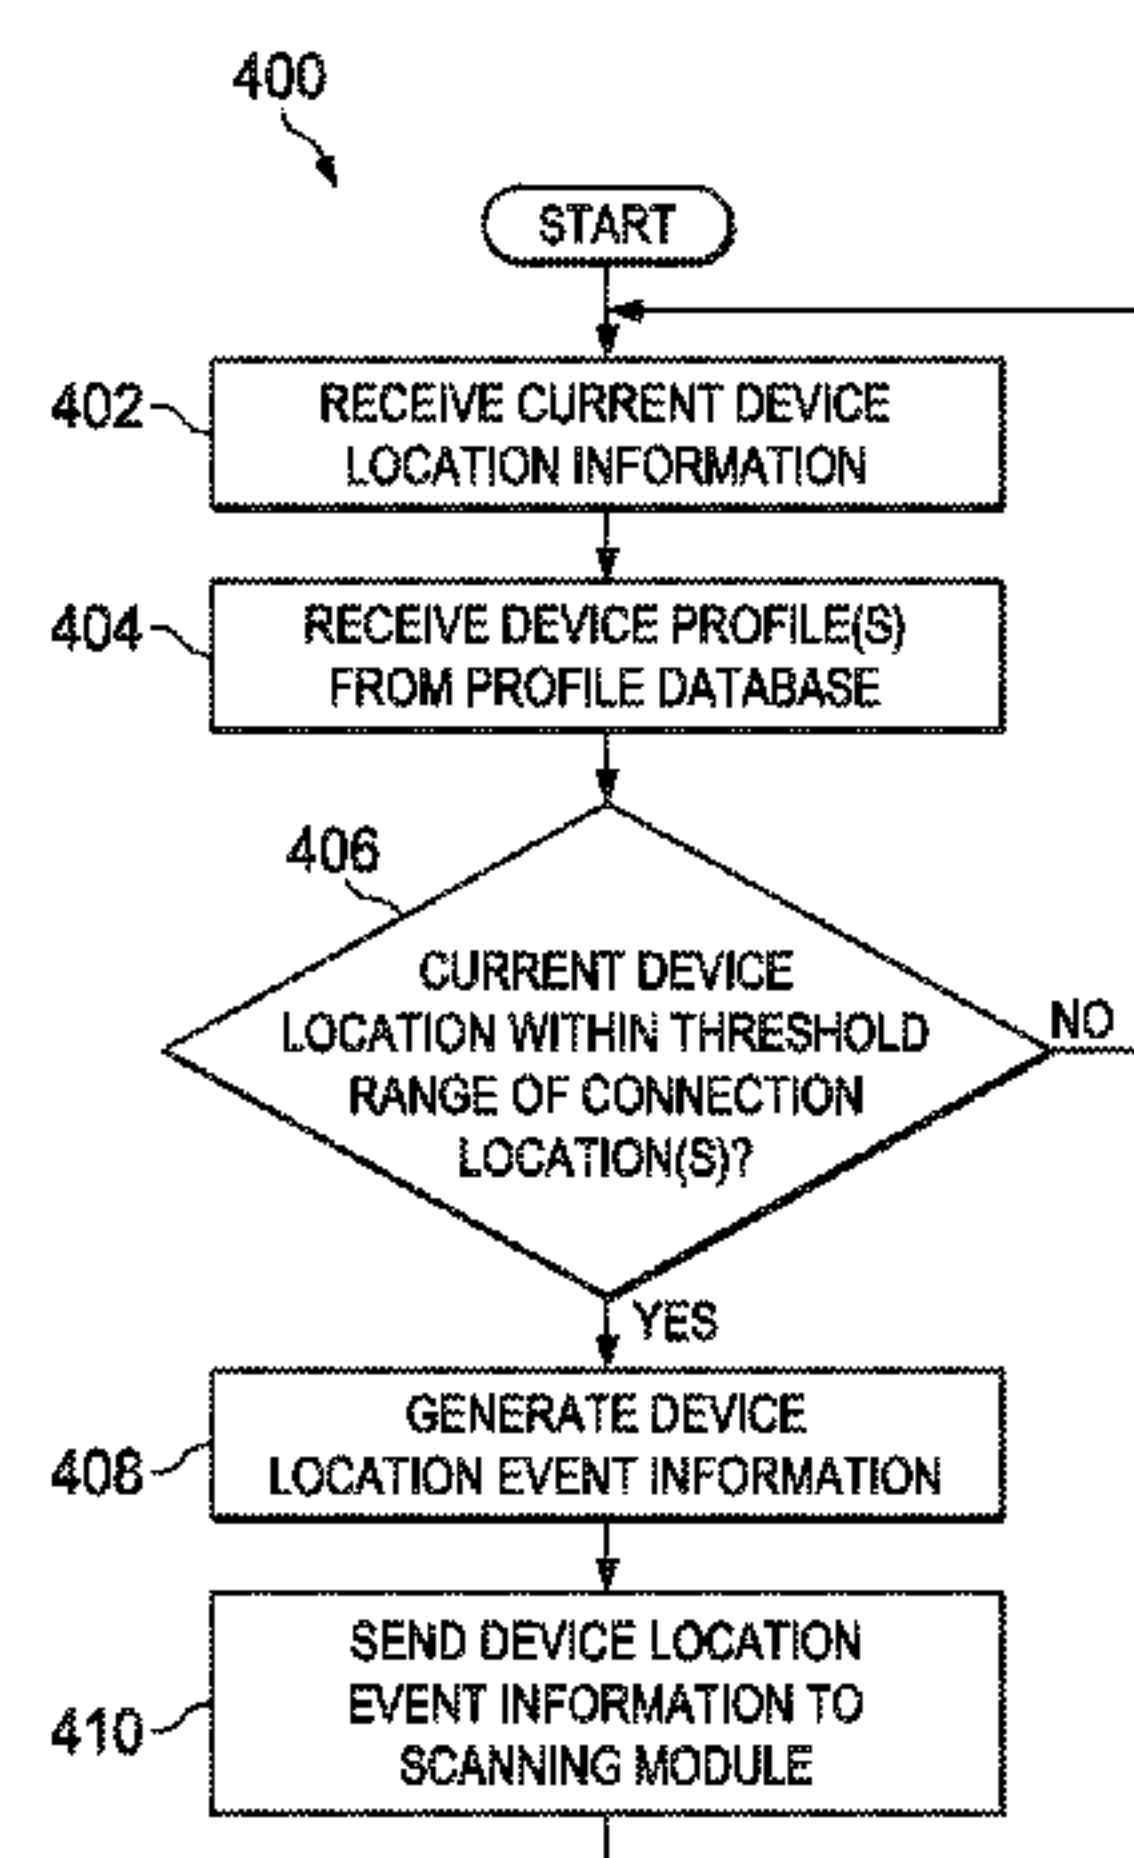 400
START
402
RECEIVE CURRENT DEVICE
LOCATION INFORMATION
404
RECEIVE DEVICE PROFILE(S)
FROM PROFILE DATABASE
406
CURRENT DEVICE
LOCATION WITHIN THRESHOLD
RANGE OF CONNECTION
LOCATION(S)?
NO
YES
408
GENERATE DEVICE
LOCATION EVENT INFORMATION
410
SEND DEVICE LOCATION
EVENT INFORMATION TO
SCANNING MODULE